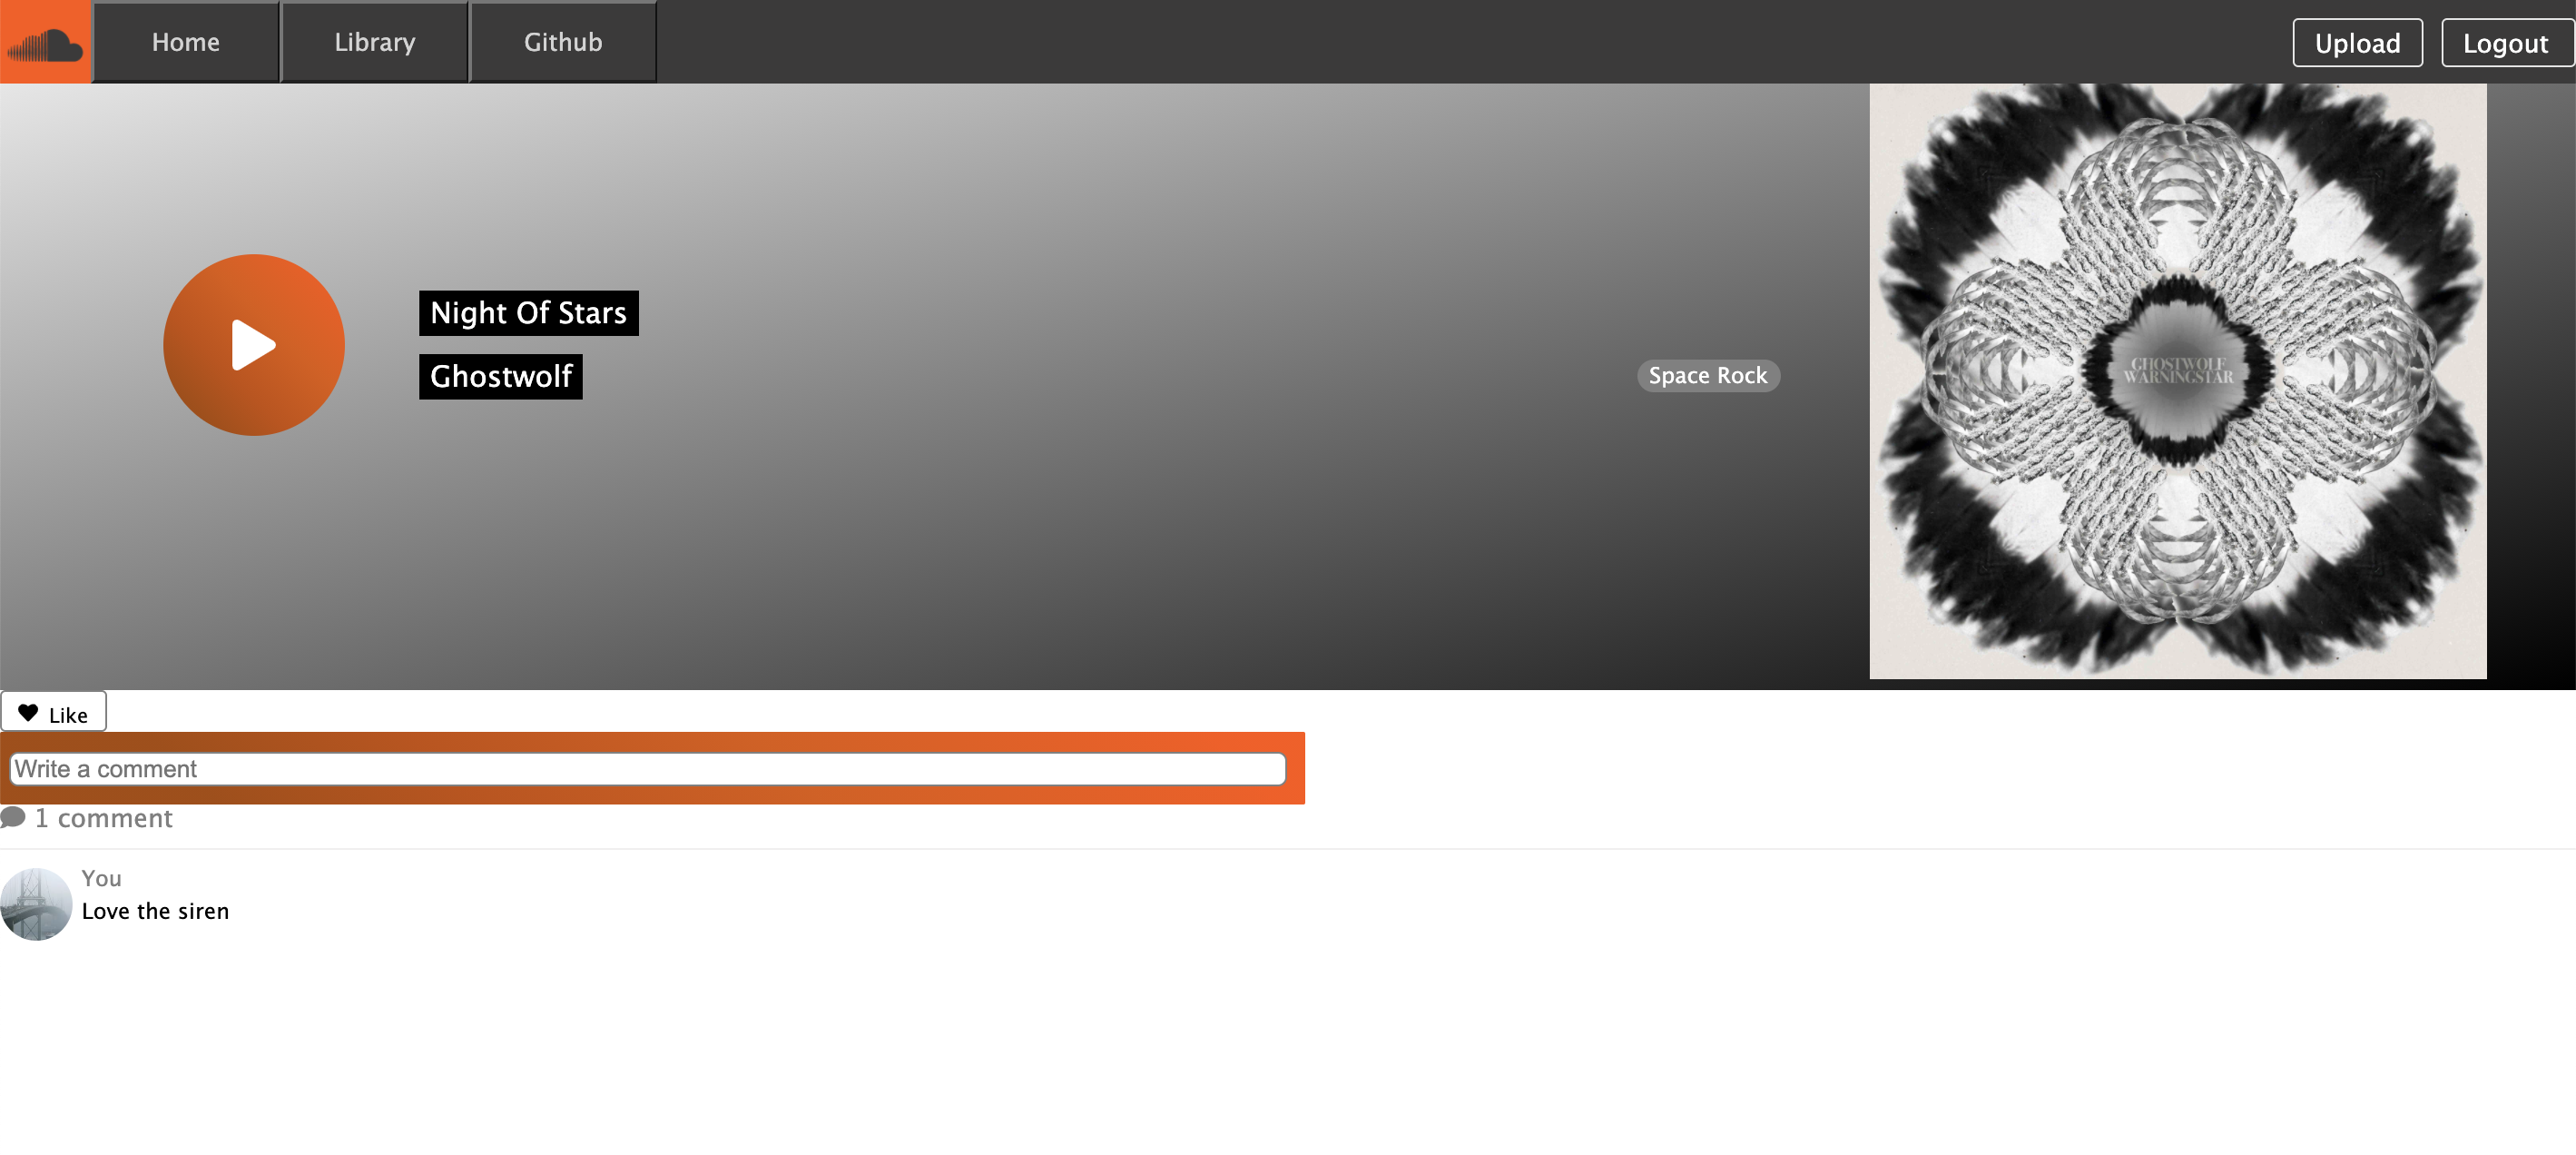 Home
Library
Github
Upload
Logout
Night Of Stars
Ghostwolf
Space Rock
GHOSTWOLF
WARNINGSTAR
Like
Write a comment
1 comment
You
Love the siren